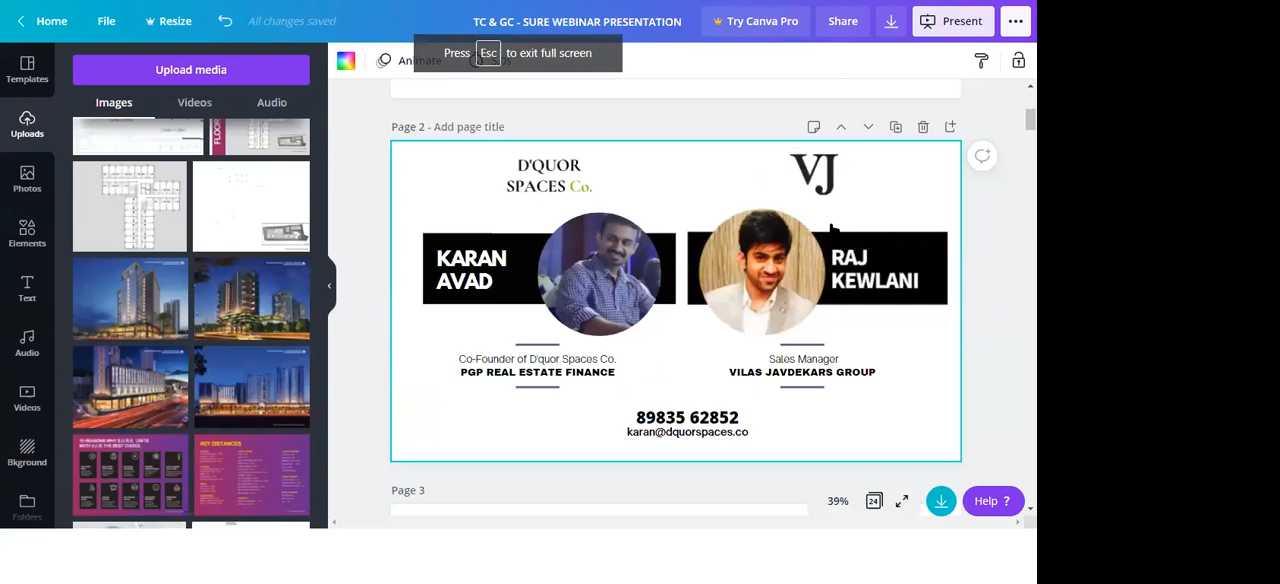 Home
File
Resize
All changes saved
TC & GC - SURE WEBINAR PRESENTATION
Try Canva Pro
Share
Present
Press Esc to exit full screen
Animate
Templates
Uploads
Photos
Elements
Text
Audio
Videos
Bkground
Folders
Upload media
Images
Videos
Audio
KEY DISTANCES
Page 2 - Add page title
D'QUOR
SPACES Co.
VJ
KARAN
AVAD
RAJ
KEWLANI
Co-Founder of D'quor Spaces Co.
PGP REAL ESTATE FINANCE
Sales Manager
VILAS JAVDEKARS GROUP
89835 62852
karan@dquorspaces.co
Page 3
39%
24
Help ?